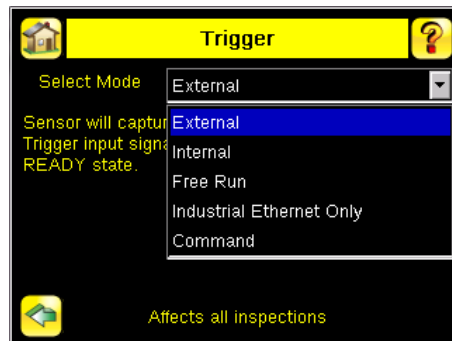 Trigger
?
Select Mode External
Sensor will captur
Trigger input signa
READY state.
External
Internal
Free Run
Industrial Ethernet Only
Command
Affects all inspections